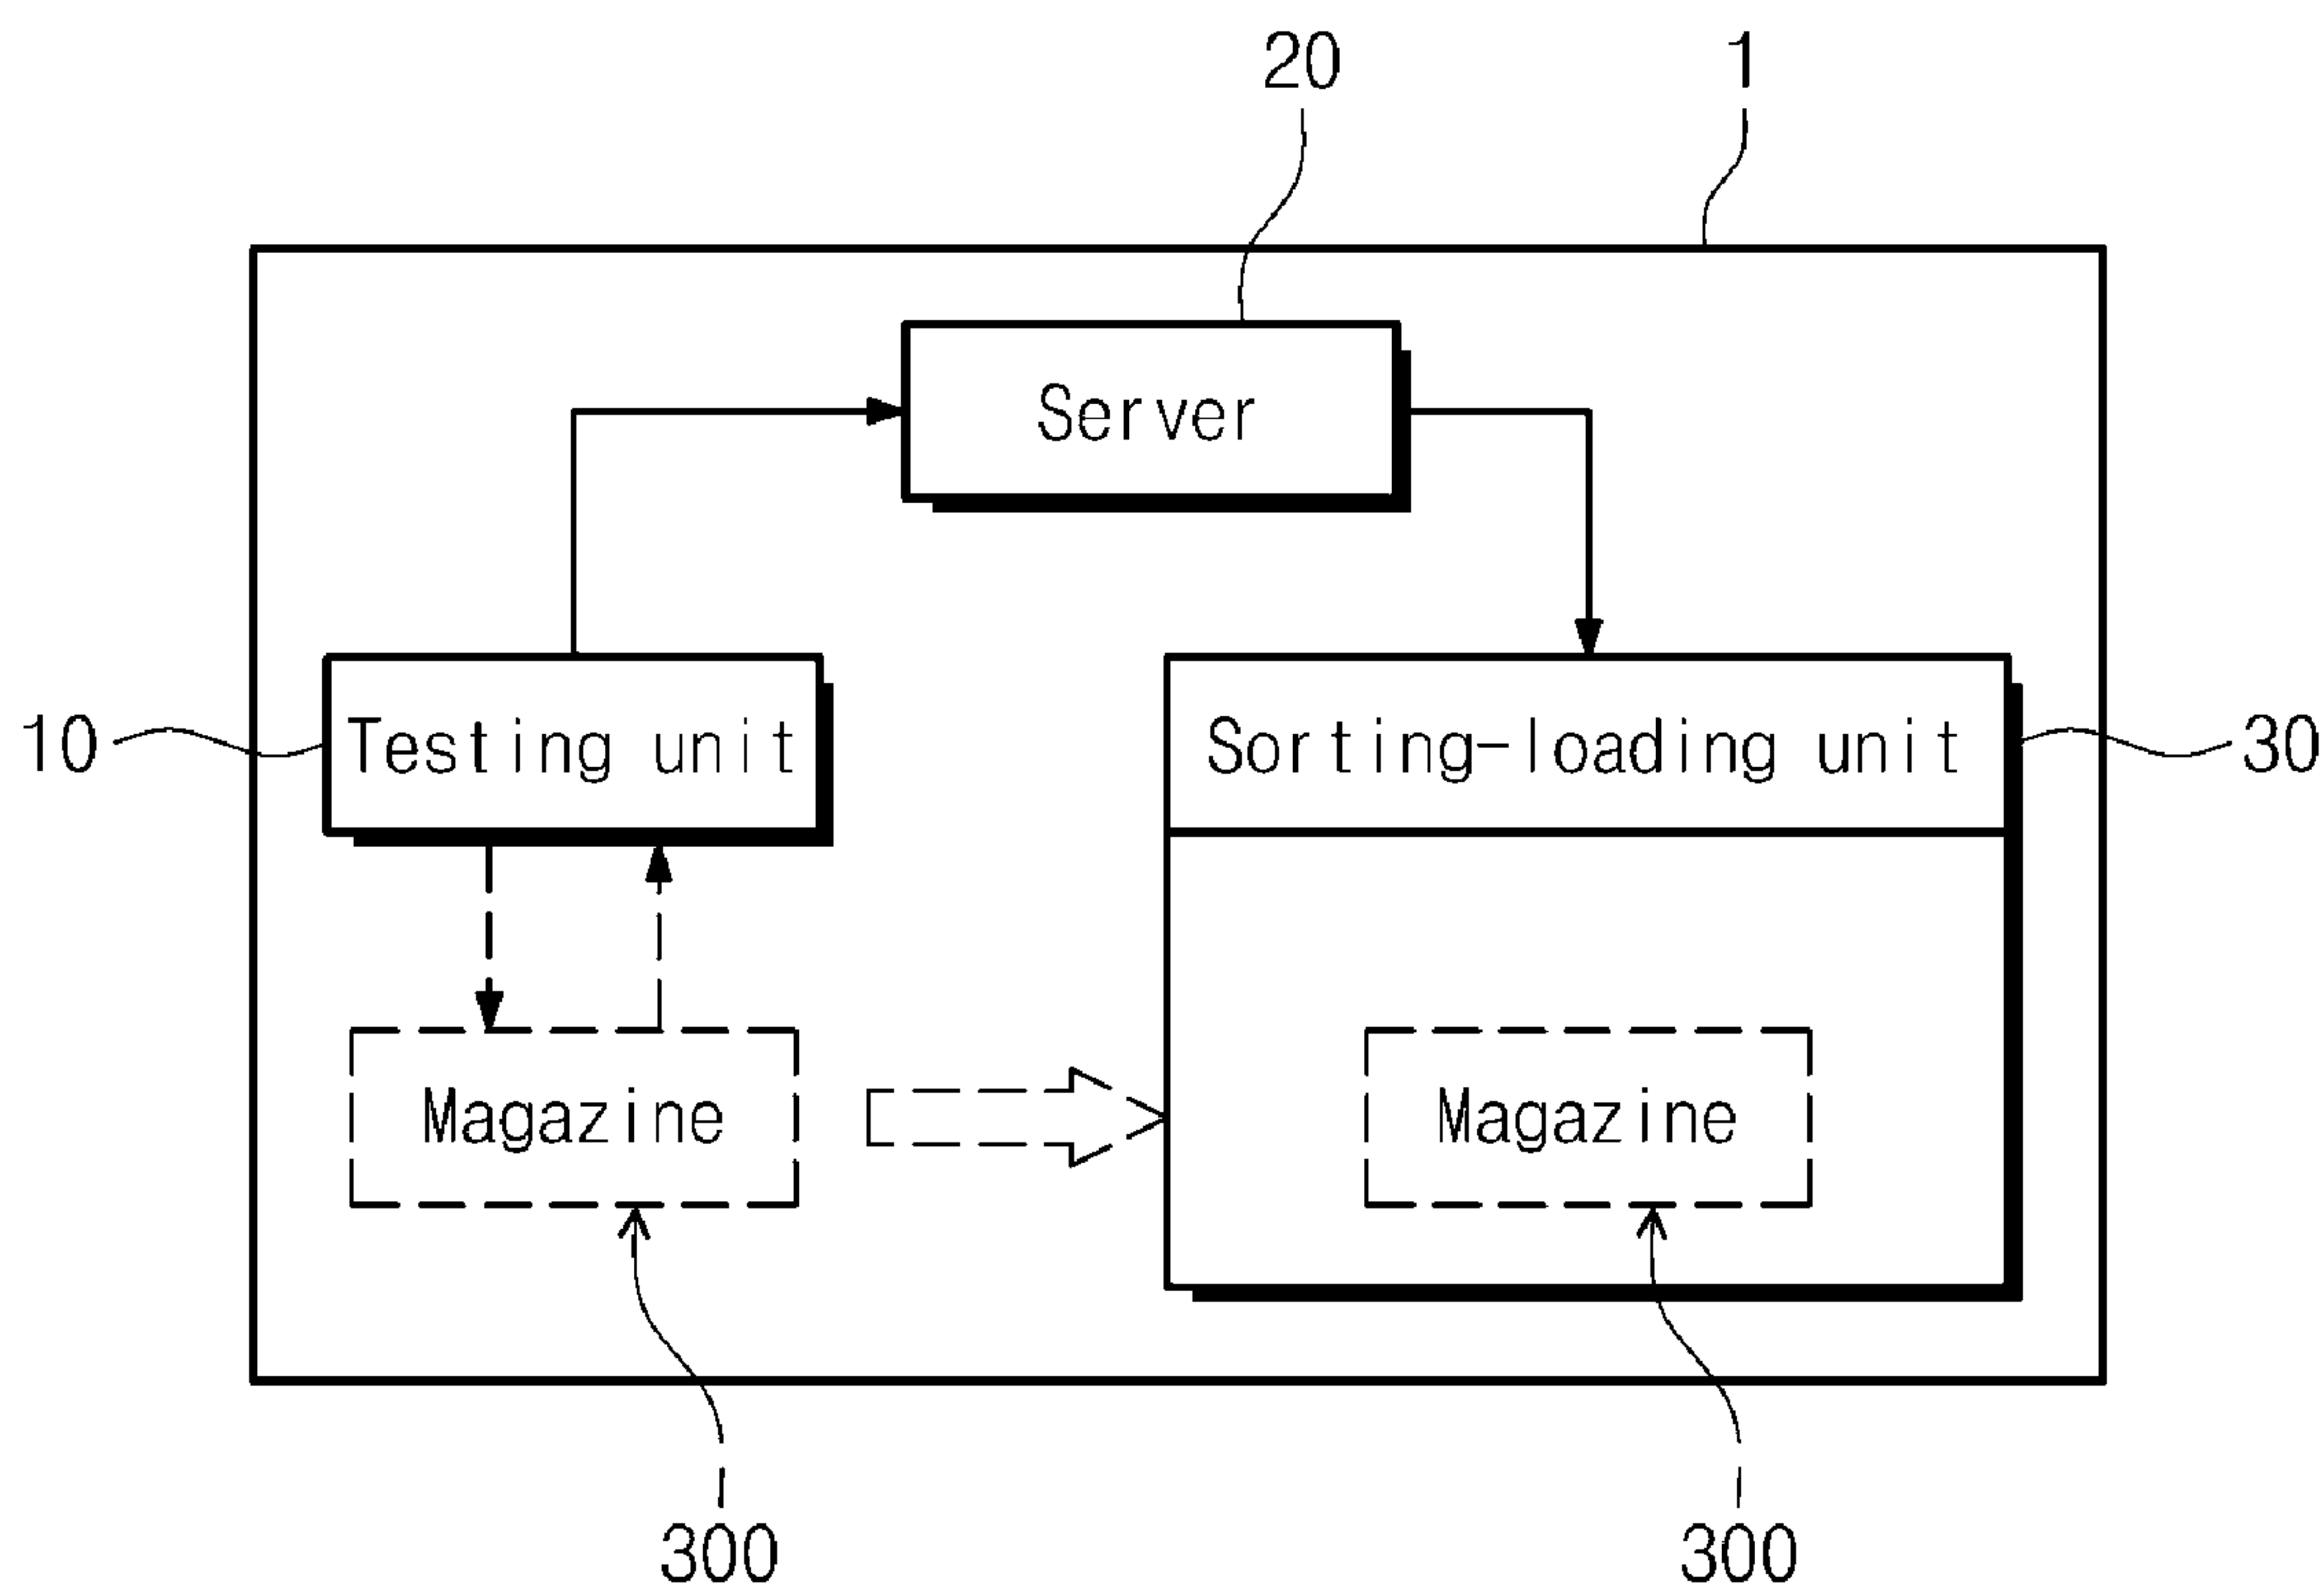 20
1
Server
10
Testing unit
Sorting-loading unit
30
Magazine
Magazine
300
300